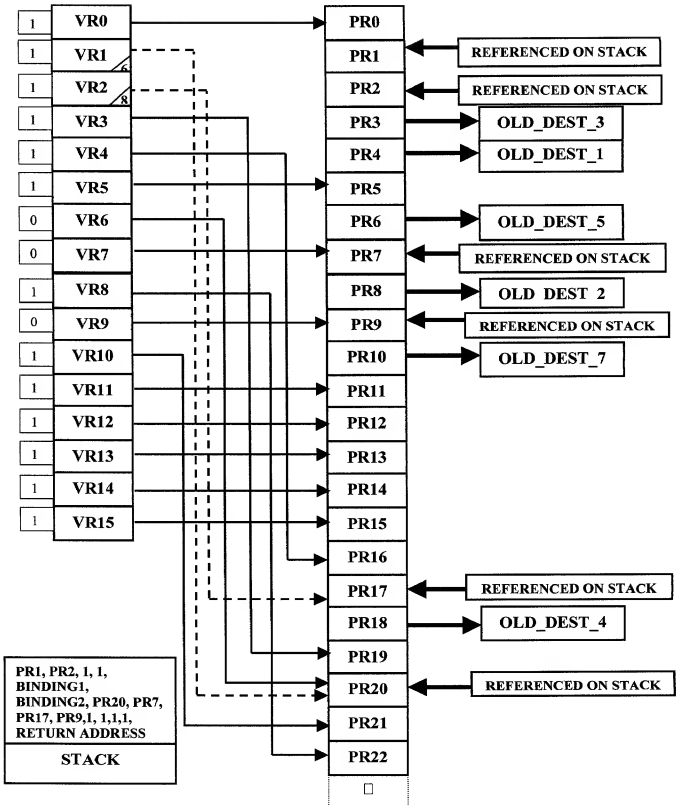 1 VR0 PR0
1 VR1 6 PR1 REFERENCED ON STACK
1 VR2 8 PR2 REFERENCED ON STACK
1 VR3 PR3 OLD_DEST_3
1 VR4 PR4 OLD_DEST_1
1 VR5 PR5
0 VR6 PR6 OLD_DEST_5
0 VR7 PR7 REFERENCED ON STACK
1 VR8 PR8 OLD DEST 2
0 VR9 PR9 REFERENCED ON STACK
1 VR10 PR10 OLD_DEST_7
1 VR11 PR11
1 VR12 PR12
1 VR13 PR13
1 VR14 PR14
1 VR15 PR15
PR16
PR17 REFERENCED ON STACK
PR18 OLD_DEST_4
PR19
PR20 REFERENCED ON STACK
PR21
PR22
PR1, PR2, 1, 1,
BINDING1,
BINDING2, PR20, PR7,
PR17, PR9,1, 1,1,1,
RETURN ADDRESS
STACK